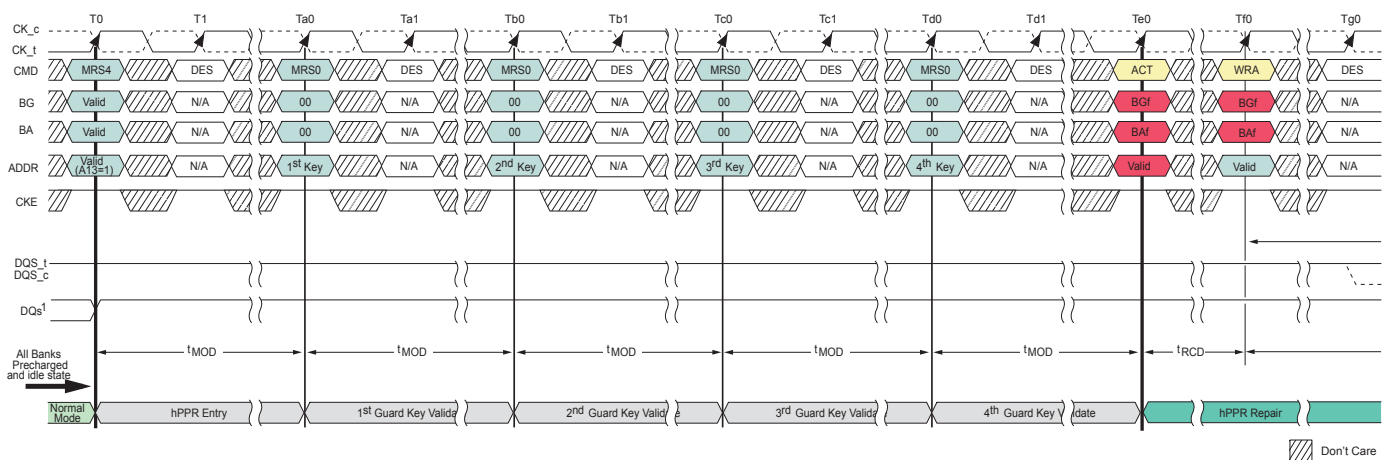 T0 T1 Ta0 Ta1 Tb0 Tb1 Tc0 Tc1 Td0 Td1 Te0 Tf0 Tg0
CK_c
CK_t
CMD MRS4 DES MRS0 DES MRS0 DES MRS0 DES MRS0 DES ACT WRA DES
BG Valid N/A 00 N/A 00 N/A 00 N/A 00 N/A BGf BGf N/A
BA Valid N/A 00 N/A 00 N/A 00 N/A 00 N/A BAf BAf N/A
ADDR Valid (A13=1) N/A 1st Key N/A 2nd Key N/A 3rd Key N/A 4th Key N/A Valid Valid N/A
CKE
DQS_t
DQS_c
DQs1
tMOD tMOD tMOD tMOD tMOD tRCD
All Banks
Precharged
and idle state
Normal Mode hPPR Entry 1st Guard Key Valida 2nd Guard Key Valid e 3rd Guard Key Valida 4th Guard Key V date hPPR Repair
Don't Care